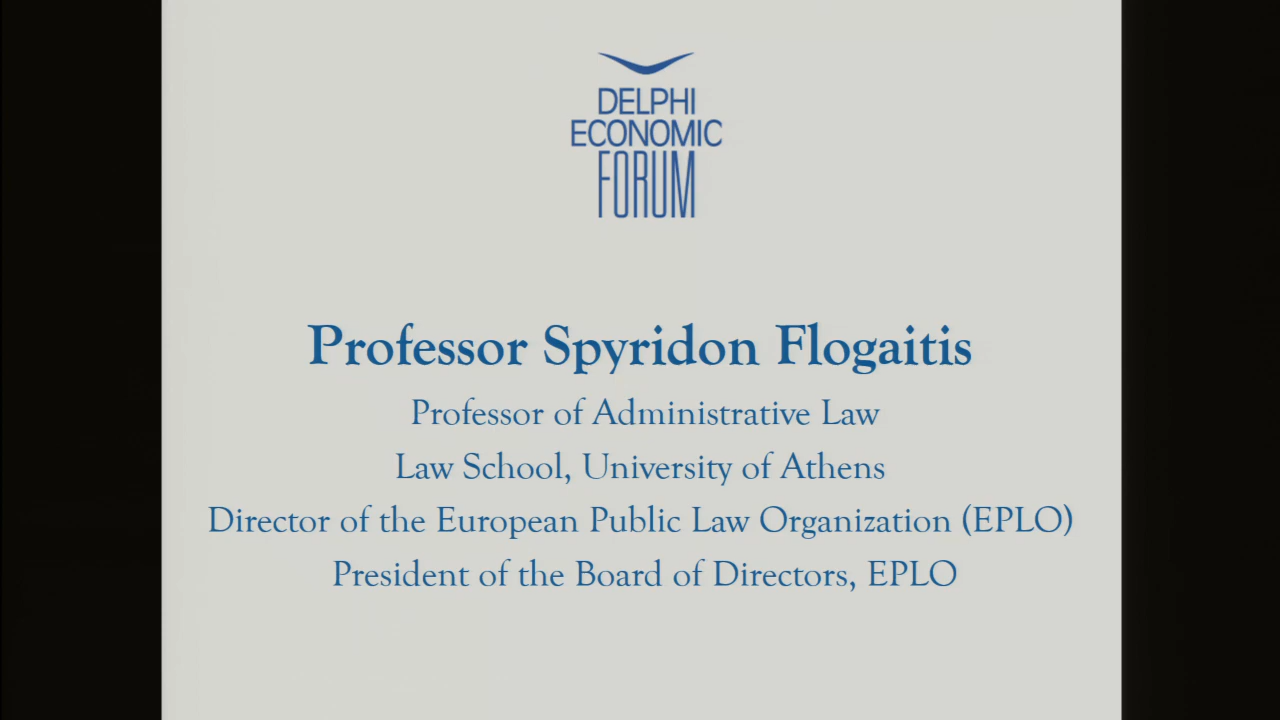 DELPHI
ECONOMIC
FORUM
Professor Spyridon Flogaitis
Professor of Administrative Law
Law School, University of Athens
Director of the European Public Law Organization (EPLO)
President of the Board of Directors, EPLO